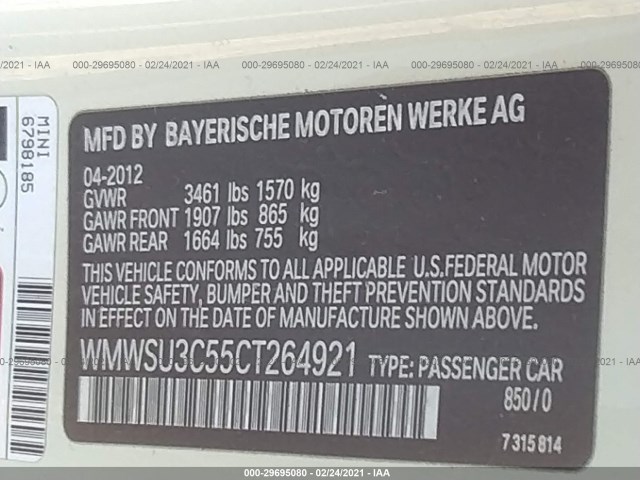 /2021 - IAA 000-29695080 - 02/24/2021 - IAA 000-29695080 - 02/24/2021 - IAA 000-29695080 - 02/24/2
MINI
6798185
MFD BY BAYERISCHE MOTOREN WERKE AG
04-2012
GVWR 3461 lbs 1570 kg
GAWR FRONT 1907 lbs 865 kg
GAWR REAR 1664 lbs 755 kg
THIS VEHICLE CONFORMS TO ALL APPLICABLE U.S.FEDERAL MOTOR
VEHICLE SAFETY, BUMPER AND THEFT PREVENTION STANDARDS
IN EFFECT ON THE DATE OF MANUFACTURE SHOWN ABOVE.
WMWSU3C55CT264921 TYPE: PASSENGER CAR
850/0
7 315 814
000-29695080 - 02/24/2021 - IAA